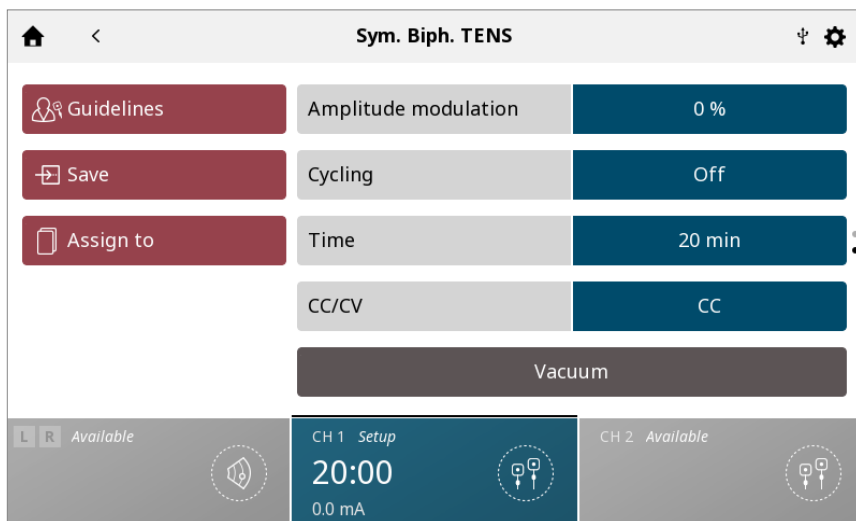 Sym. Biph. TENS
Guidelines
Amplitude modulation 0 %
Save
Cycling Off
Assign to
Time 20 min
CC/CV CC
Vacuum
L R Available
CH 1 Setup
20:00
0.0 mA
CH 2 Available